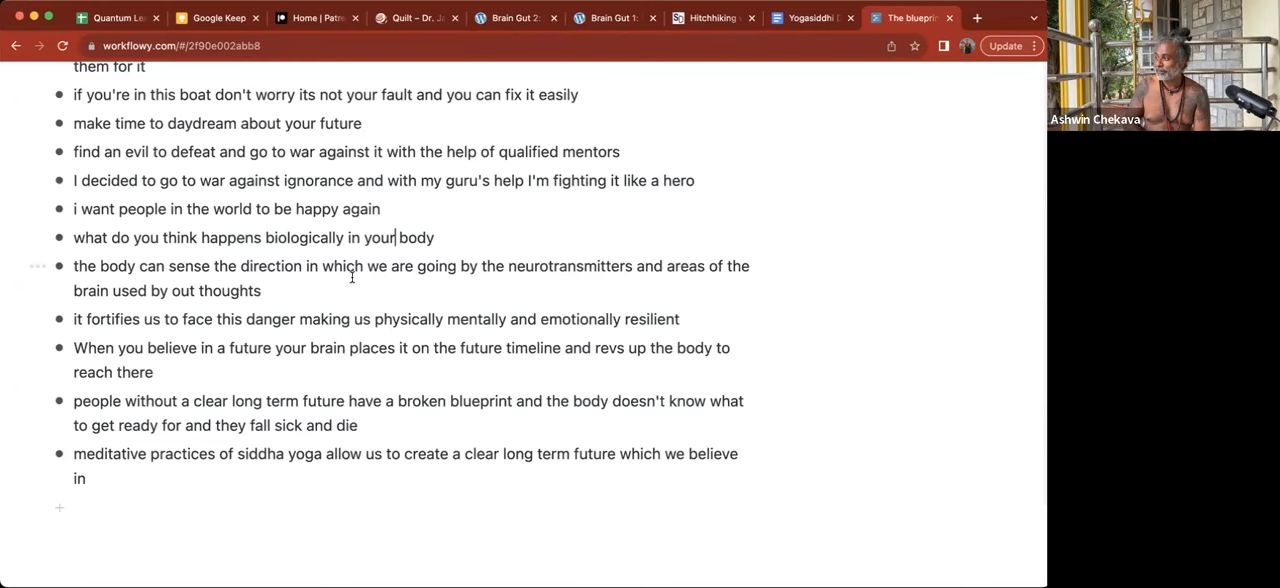 Quantum Le
Google Keep
Home | Patre
Quilt – Dr. Ja
Brain Gut 2:
Brain Gut 1:
Hitchhiking
Yogasiddhi D
The blueprin
workflowy.com/#/2f90e002abb8
Update
them for it
if you're in this boat don't worry its not your fault and you can fix it easily
make time to daydream about your future
find an evil to defeat and go to war against it with the help of qualified mentors
I decided to go to war against ignorance and with my guru's help I'm fighting it like a hero
i want people in the world to be happy again
what do you think happens biologically in your body
the body can sense the direction in which we are going by the neurotransmitters and areas of the
brain used by out thoughts
it fortifies us to face this danger making us physically mentally and emotionally resilient
When you believe in a future your brain places it on the future timeline and revs up the body to
reach there
people without a clear long term future have a broken blueprint and the body doesn't know what
to get ready for and they fall sick and die
meditative practices of siddha yoga allow us to create a clear long term future which we believe
in
Ashwin Chekava